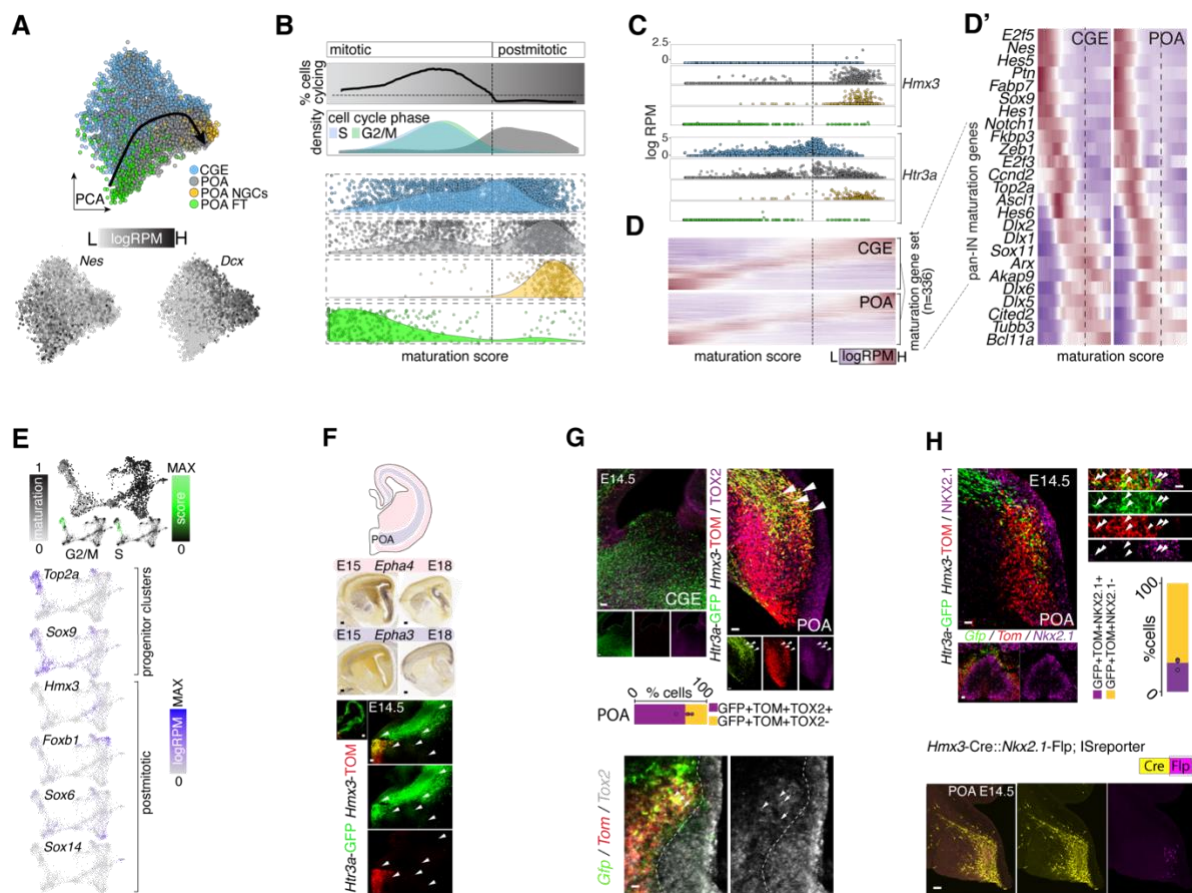 A
CGE
POA
POA NGCs
POA FT
PCA
L logRPM H
Nes
Dcx
B
mitotic
postmitotic
% cells
cylcing
density
cell cycle phase
S G2/M
maturation score
C
2.5
0
log RPM
Hmx3
Htr3a
D
CGE
POA
maturation gene set
(n=336)
maturation score
L logRPM H
D’
CGE
POA
pan-IN maturation genes
E2f5
Nes
Hes5
Ptn
Fabp7
Sox9
Hes1
Notch1
Fkbp3
Zeb1
E2f3
Ccnd2
Top2a
Ascl1
Hes6
Dlx2
Dlx1
Sox11
Arx
Akap9
Dlx6
Dlx5
Cited2
Tubb3
Bcl11a
maturation score
E
1
maturation
0
MAX
score
0
G2/M S
Top2a
Sox9
Hmx3
Foxb1
Sox6
Sox14
progenitor clusters
postmitotic
MAX
logRPM
0
F
POA
E15 Epha4 E18
E15 Epha3 E18
E14.5
Htr3a-GFP Hmx3-TOM
G
E14.5
CGE
Htr3a-GFP Hmx3-TOM / TOX2
POA
% cells
0 100
POA
GFP+TOM+TOX2+
GFP+TOM+TOX2-
Gfp / Tom / Tox2
H
Htr3a-GFP Hmx3-TOM / NKX2.1
E14.5
POA
Gfp / Tom / Nkx2.1
GFP+TOM+NKX2.1+
GFP+TOM+NKX2.1-
%cells
100
0
Hmx3-Cre::Nkx2.1-Flp; ISreporter
Cre Flp
POA E14.5